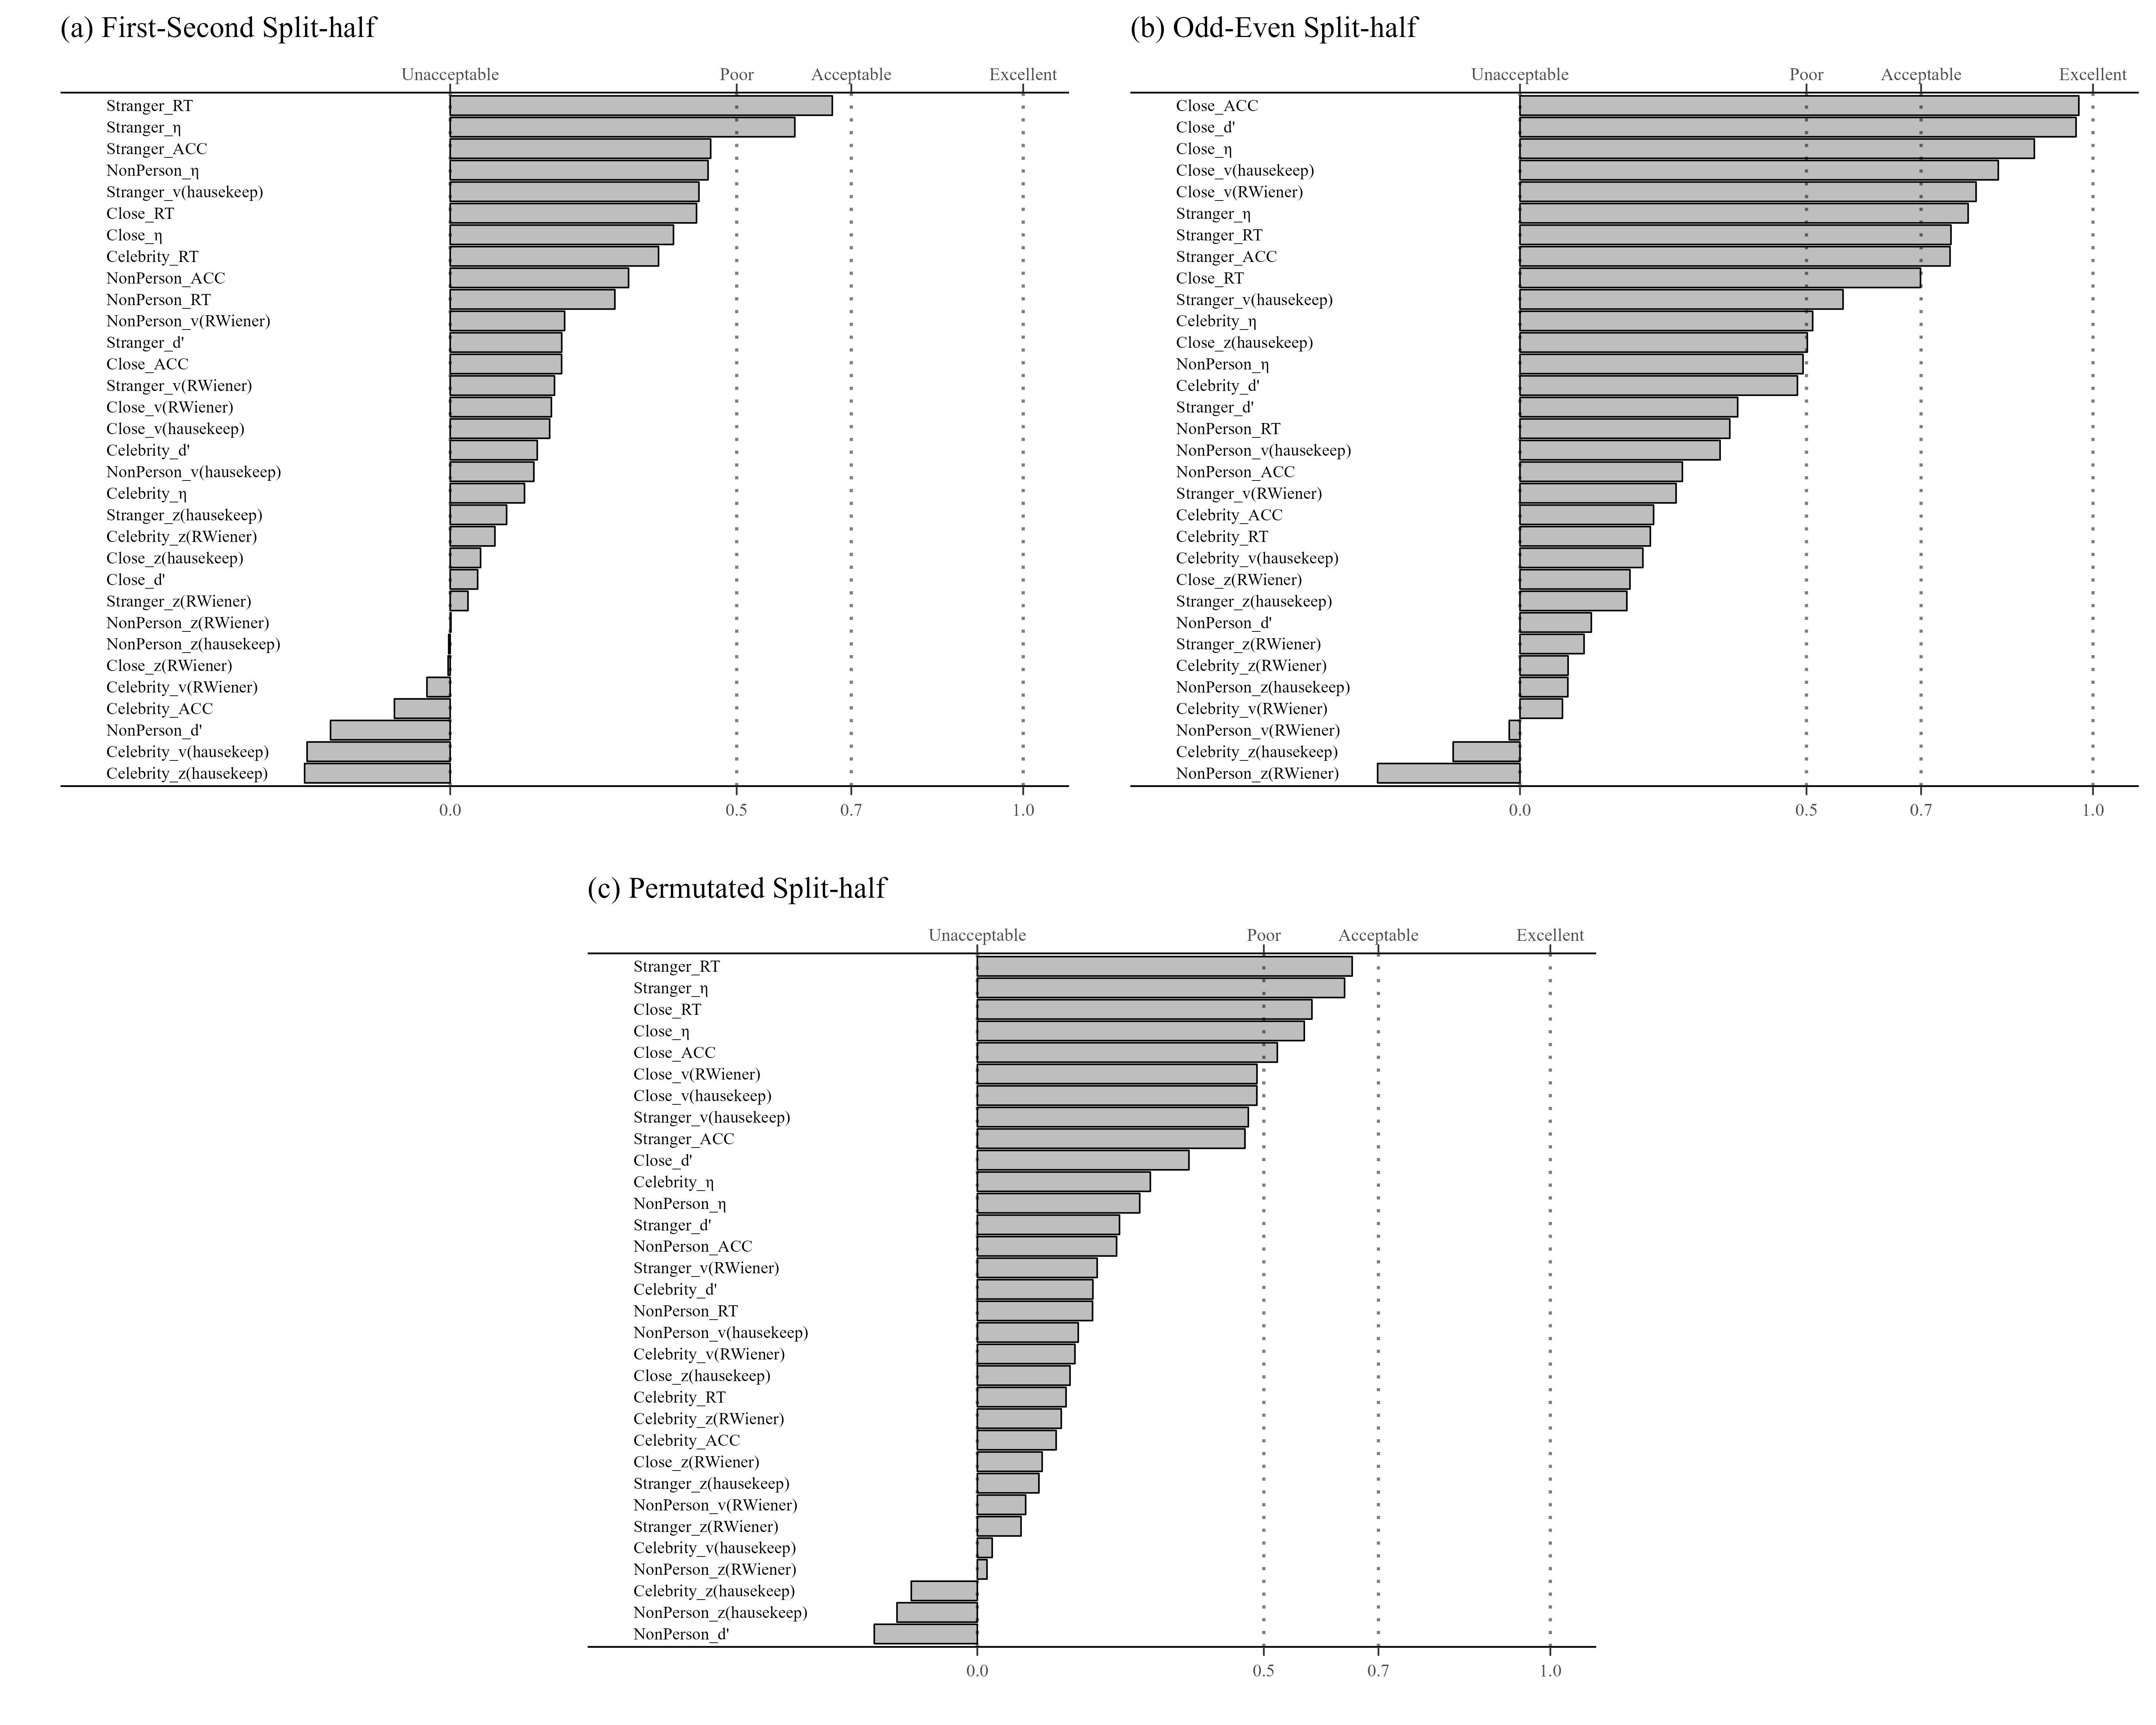 (a) First-Second Split-half
Unacceptable Poor Acceptable Excellent
Stranger_RT
Stranger_η
Stranger_ACC
NonPerson_η
Stranger_v(hausekeep)
Close_RT
Close_η
Celebrity_RT
NonPerson_ACC
NonPerson_RT
NonPerson_v(RWiener)
Stranger_d'
Close_ACC
Stranger_v(RWiener)
Close_v(RWiener)
Close_v(hausekeep)
Celebrity_d'
NonPerson_v(hausekeep)
Celebrity_η
Stranger_z(hausekeep)
Celebrity_z(RWiener)
Close_z(hausekeep)
Close_d'
Stranger_z(RWiener)
NonPerson_z(RWiener)
NonPerson_z(hausekeep)
Close_z(RWiener)
Celebrity_v(RWiener)
Celebrity_ACC
NonPerson_d'
Celebrity_v(hausekeep)
Celebrity_z(hausekeep)
0.0 0.5 0.7 1.0
(b) Odd-Even Split-half
Unacceptable Poor Acceptable Excellent
Close_ACC
Close_d'
Close_η
Close_v(hausekeep)
Close_v(RWiener)
Stranger_η
Stranger_RT
Stranger_ACC
Close_RT
Stranger_v(hausekeep)
Celebrity_η
Close_z(hausekeep)
NonPerson_η
Celebrity_d'
Stranger_d'
NonPerson_RT
NonPerson_v(hausekeep)
NonPerson_ACC
Stranger_v(RWiener)
Celebrity_ACC
Celebrity_RT
Celebrity_v(hausekeep)
Close_z(RWiener)
Stranger_z(hausekeep)
NonPerson_d'
Stranger_z(RWiener)
Celebrity_z(RWiener)
NonPerson_z(hausekeep)
Celebrity_v(RWiener)
NonPerson_v(RWiener)
Celebrity_z(hausekeep)
NonPerson_z(RWiener)
0.0 0.5 0.7 1.0
(c) Permutated Split-half
Unacceptable Poor Acceptable Excellent
Stranger_RT
Stranger_η
Close_RT
Close_η
Close_ACC
Close_v(RWiener)
Close_v(hausekeep)
Stranger_v(hausekeep)
Stranger_ACC
Close_d'
Celebrity_η
NonPerson_η
Stranger_d'
NonPerson_ACC
Stranger_v(RWiener)
Celebrity_d'
NonPerson_RT
NonPerson_v(hausekeep)
Celebrity_v(RWiener)
Close_z(hausekeep)
Celebrity_RT
Celebrity_z(RWiener)
Celebrity_ACC
Close_z(RWiener)
Stranger_z(hausekeep)
NonPerson_v(RWiener)
Stranger_z(RWiener)
Celebrity_v(hausekeep)
NonPerson_z(RWiener)
Celebrity_z(hausekeep)
NonPerson_z(hausekeep)
NonPerson_d'
0.0 0.5 0.7 1.0